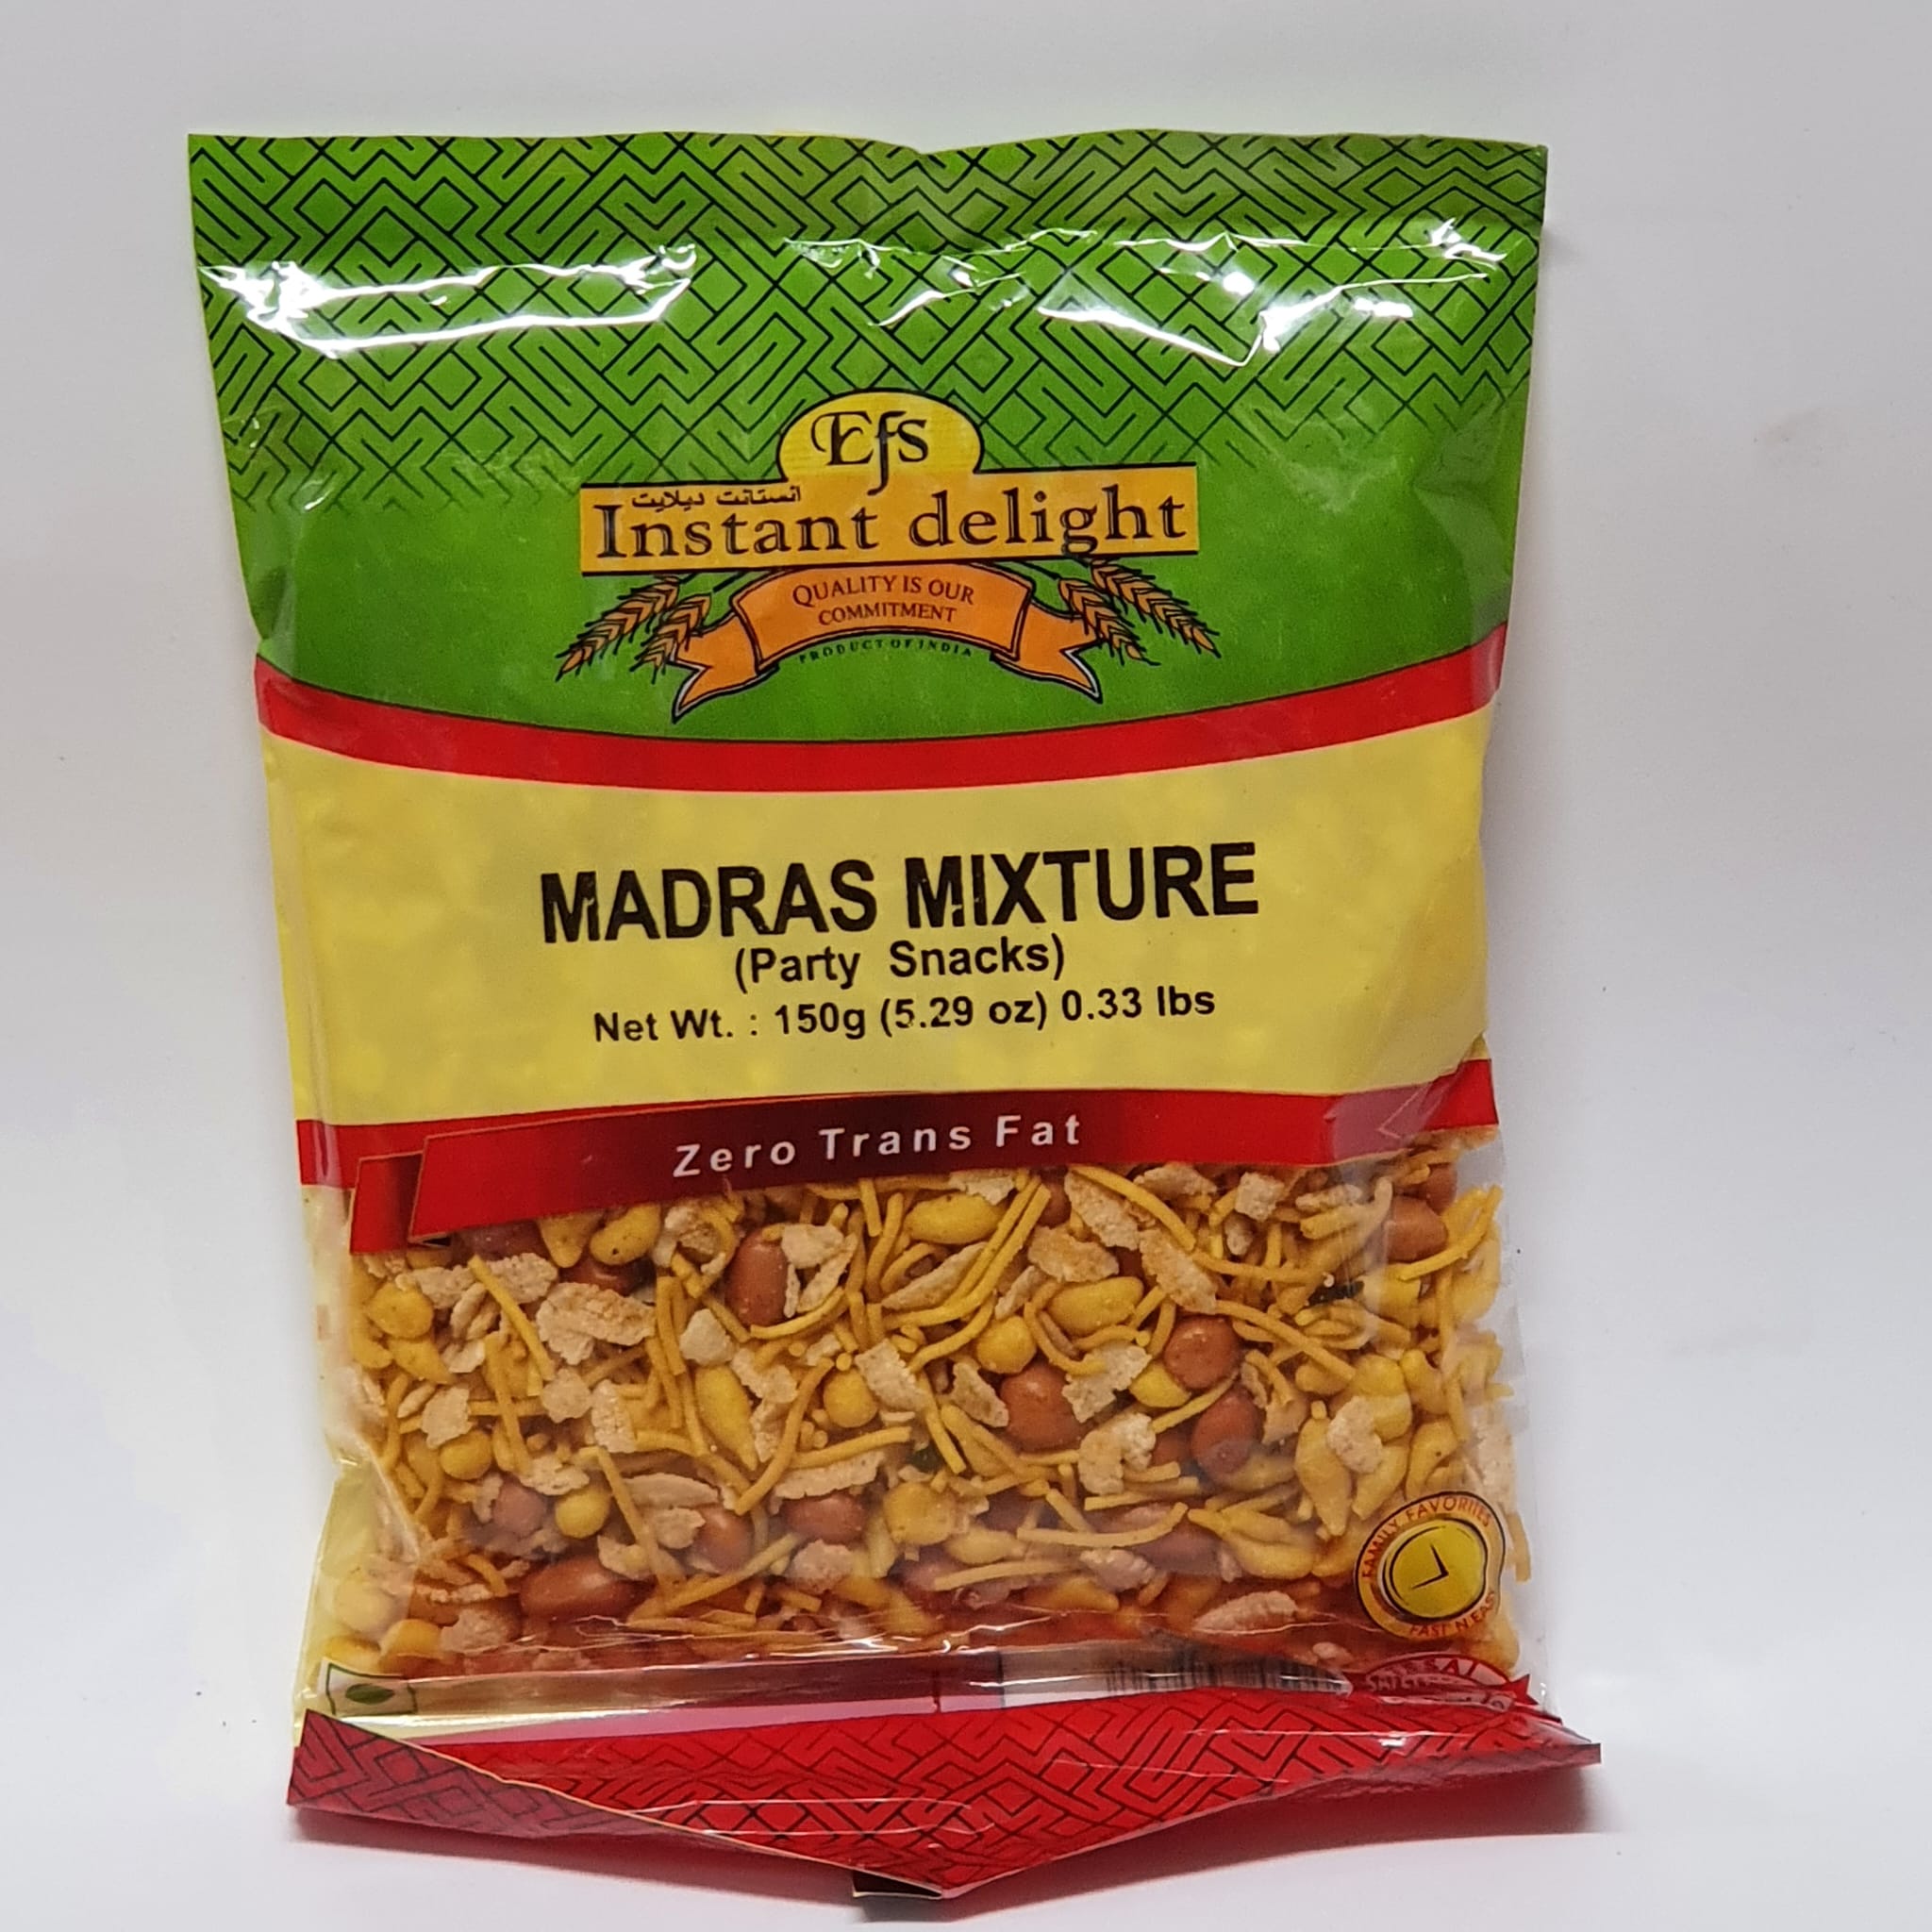 Efs
انستانت ديلايت
Instant delight
QUALITY IS OUR
COMMITMENT
PRODUCT OF INDIA
MADRAS MIXTURE
(Party Snacks)
Net Wt. : 150g (5.29 oz) 0.33 lbs
Zero Trans Fat
FAMILY FAVORITES
FAST 'N EASY